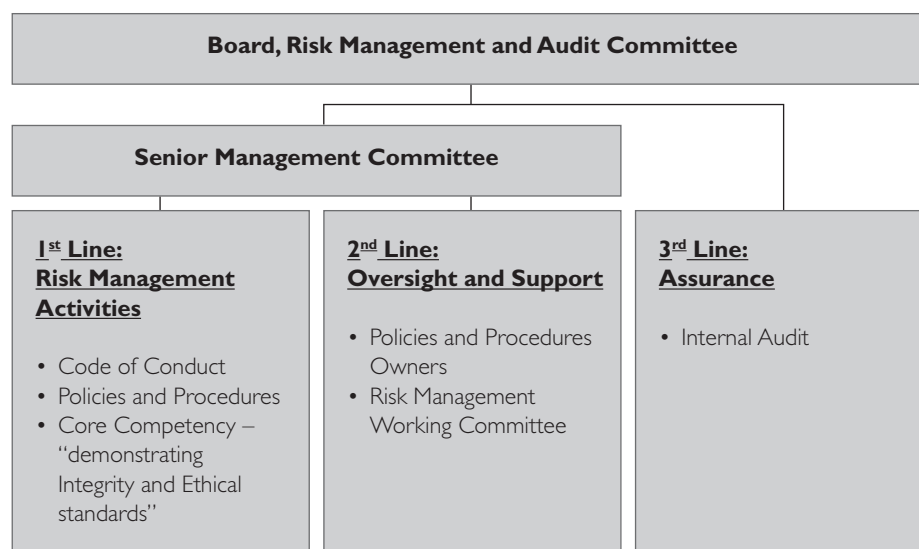 Board, Risk Management and Audit Committee
Senior Management Committee
1st Line:
Risk Management
Activities
• Code of Conduct
• Policies and Procedures
• Core Competency –
“demonstrating
Integrity and Ethical
standards”
2nd Line:
Oversight and Support
• Policies and Procedures
Owners
• Risk Management
Working Committee
3rd Line:
Assurance
• Internal Audit